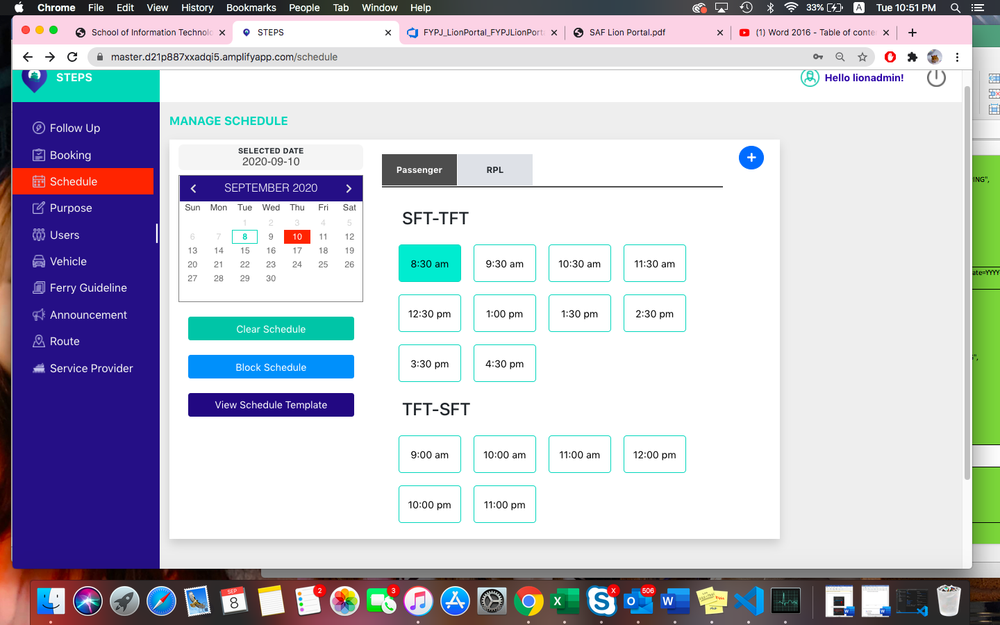 Chrome File Edit View History Bookmarks People Tab Window Help 33% A Tue 10:51 PM
School of Information Technolo STEPS FYPJ_LionPortal_FYPJLionPort SAF Lion Portal.pdf (1) Word 2016 - Table of conte
master.d21p887xxadqi5.amplifyapp.com/schedule
STEPS
Hello lionadmin!
Follow Up
Booking
Schedule
Purpose
Users
Vehicle
Ferry Guideline
Announcement
Route
Service Provider
MANAGE SCHEDULE
SELECTED DATE
2020-09-10
SEPTEMBER 2020
Sun Mon Tue Wed Thu Fri Sat
1 2 3 4 5
6 7 8 9 10 11 12
13 14 15 16 17 18 19
20 21 22 23 24 25 26
27 28 29 30
Clear Schedule
Block Schedule
View Schedule Template
Passenger RPL
+
SFT-TFT
8:30 am 9:30 am 10:30 am 11:30 am
12:30 pm 1:00 pm 1:30 pm 2:30 pm
3:30 pm 4:30 pm
TFT-SFT
9:00 am 10:00 am 11:00 am 12:00 pm
10:00 pm 11:00 pm
ING",
ate=YYYY
",
SEP
8
2
3
X
S
X
O
506
W